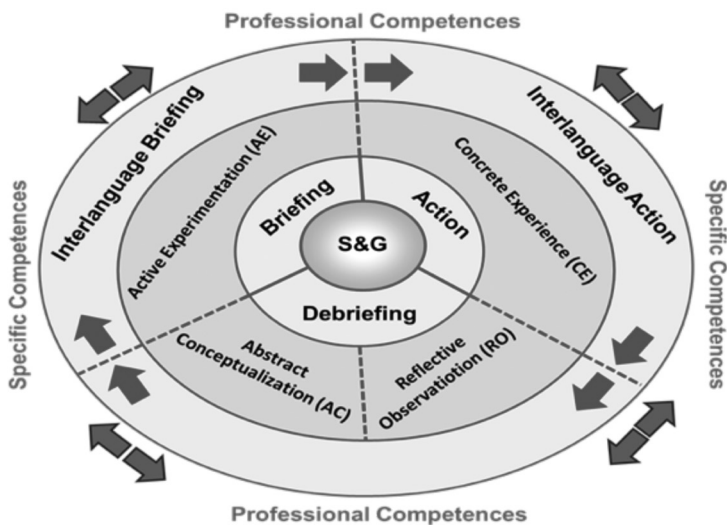 Professional Competences
Interlanguage Briefing
Interlanguage Action
Active Experimentation (AE)
Concrete Experience (CE)
Briefing
Action
S&G
Debriefing
Specific Competences
Specific Competences
Abstract
Conceptualization (AC)
Reflective
Observatiotion (RO)
Professional Competences